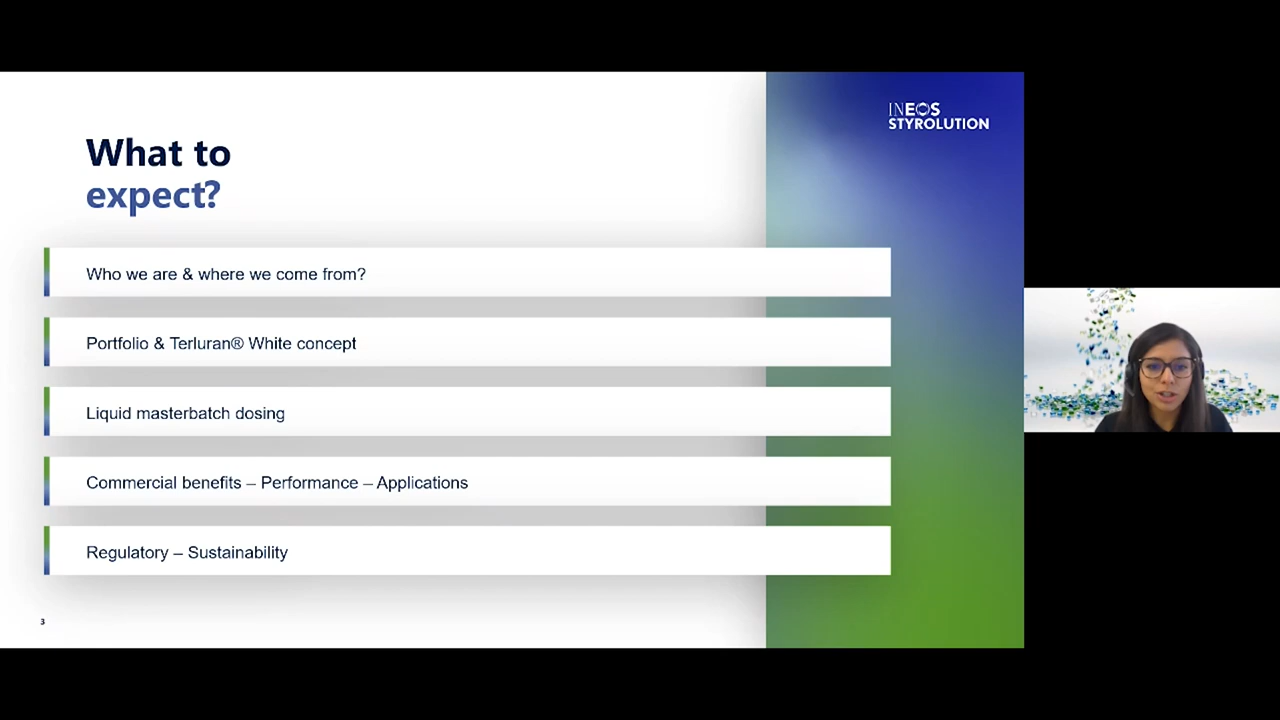 INEOS
STYROLUTION
What to
expect?
Who we are & where we come from?
Portfolio & Terluran® White concept
Liquid masterbatch dosing
Commercial benefits – Performance – Applications
Regulatory – Sustainability
3